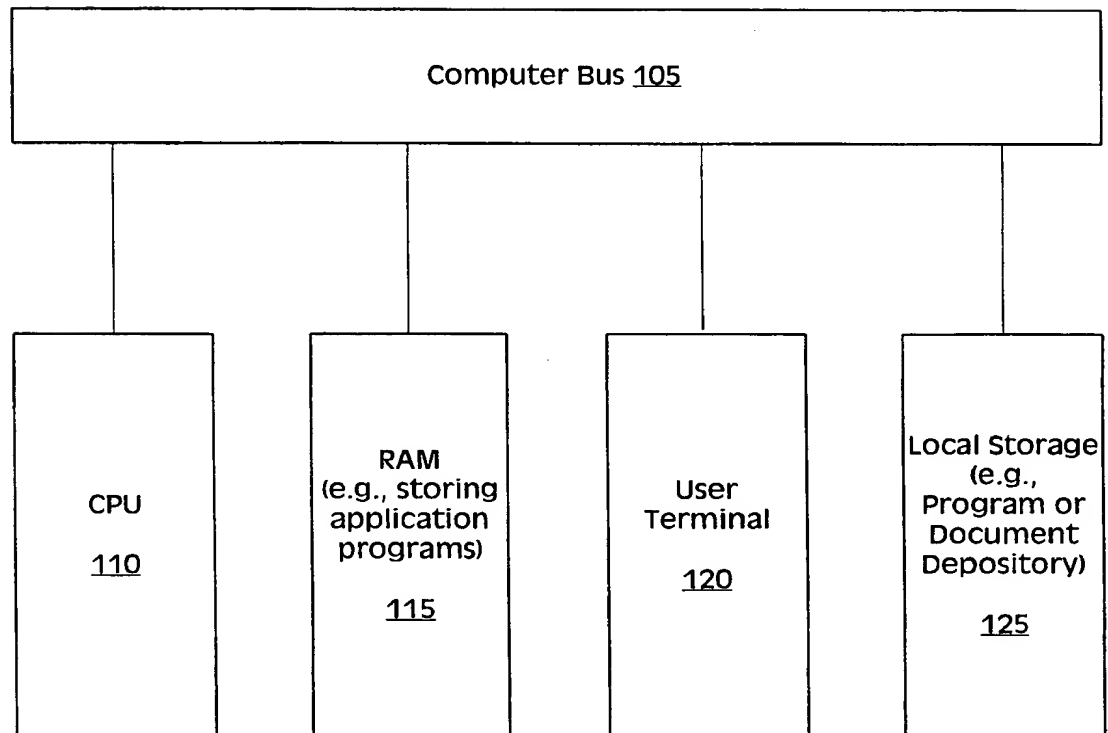 Computer Bus 105
CPU
110
RAM
(e.g., storing
application
programs)
115
User
Terminal
120
Local Storage
(e.g.,
Program or
Document
Depository)
125